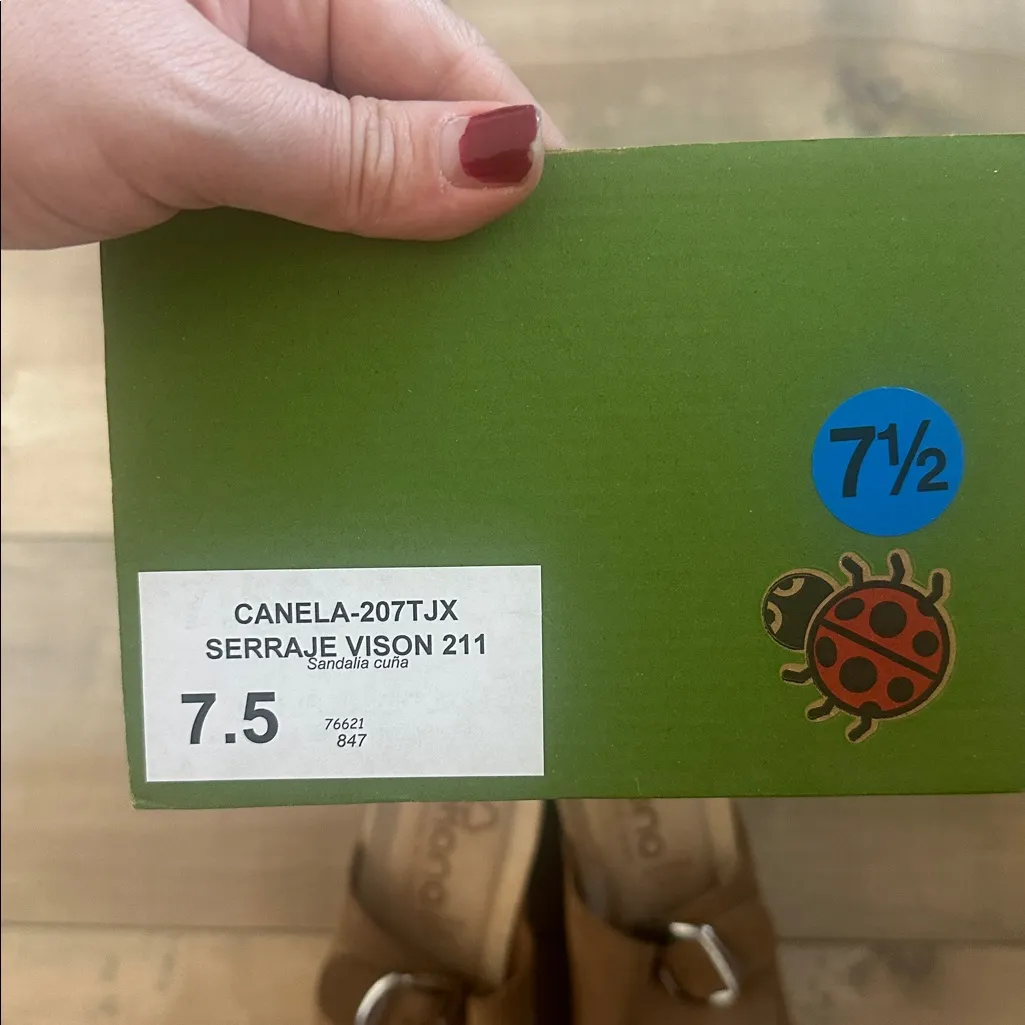 7½
CANELA-207TJX
SERRAJE VISON 211
Sandalia cuña
7.5
76621
847